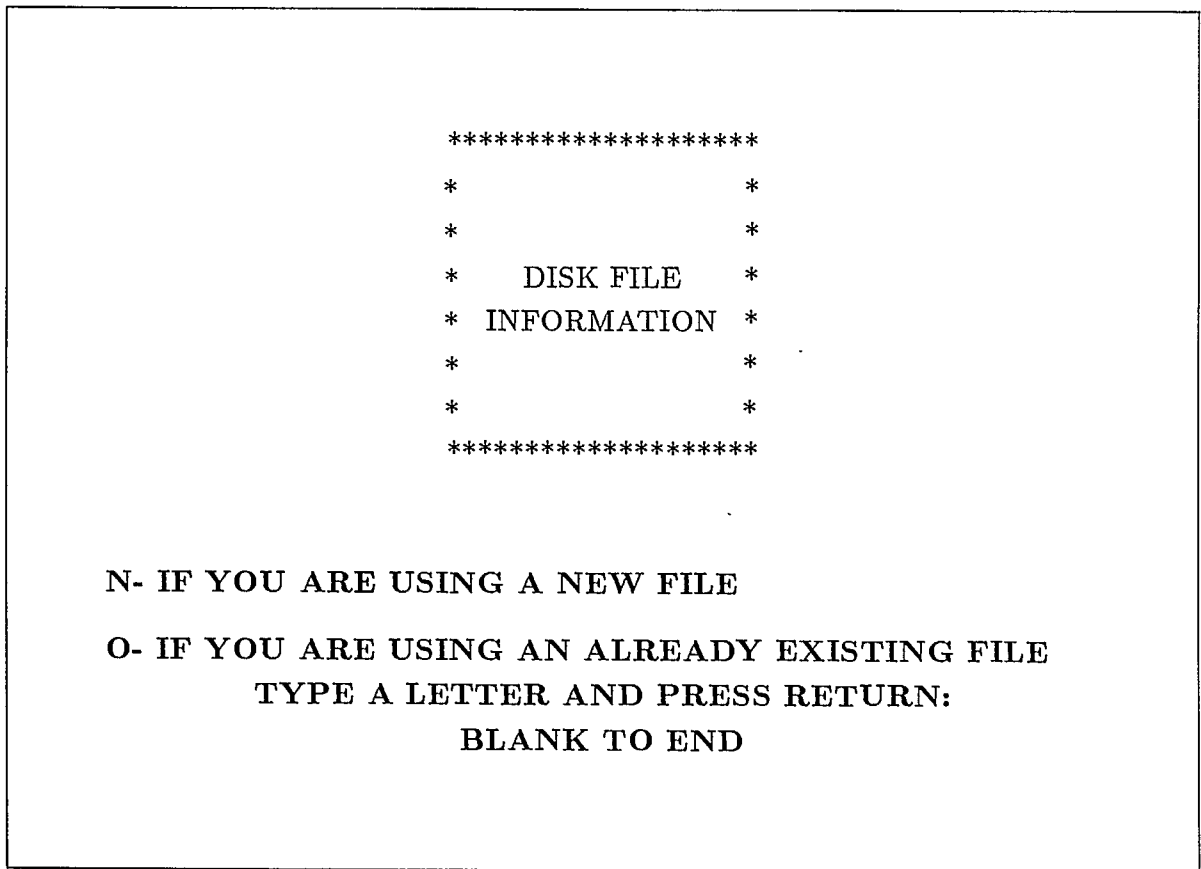 ********************
* *
* *
* DISK FILE *
* INFORMATION *
* *
* *
********************
N- IF YOU ARE USING A NEW FILE
O- IF YOU ARE USING AN ALREADY EXISTING FILE
TYPE A LETTER AND PRESS RETURN:
BLANK TO END